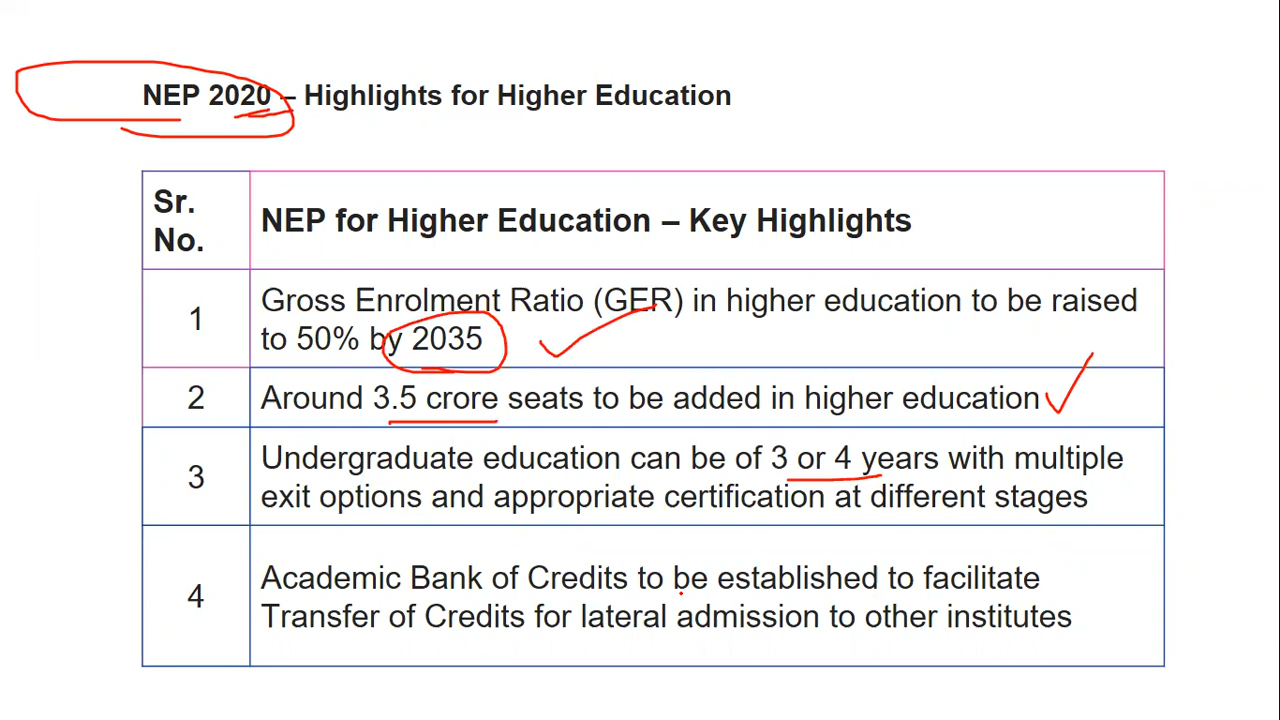 NEP 2020 – Highlights for Higher Education
Sr.
No.
NEP for Higher Education – Key Highlights
1
Gross Enrolment Ratio (GER) in higher education to be raised
to 50% by 2035
2
Around 3.5 crore seats to be added in higher education
3
Undergraduate education can be of 3 or 4 years with multiple
exit options and appropriate certification at different stages
4
Academic Bank of Credits to be established to facilitate
Transfer of Credits for lateral admission to other institutes